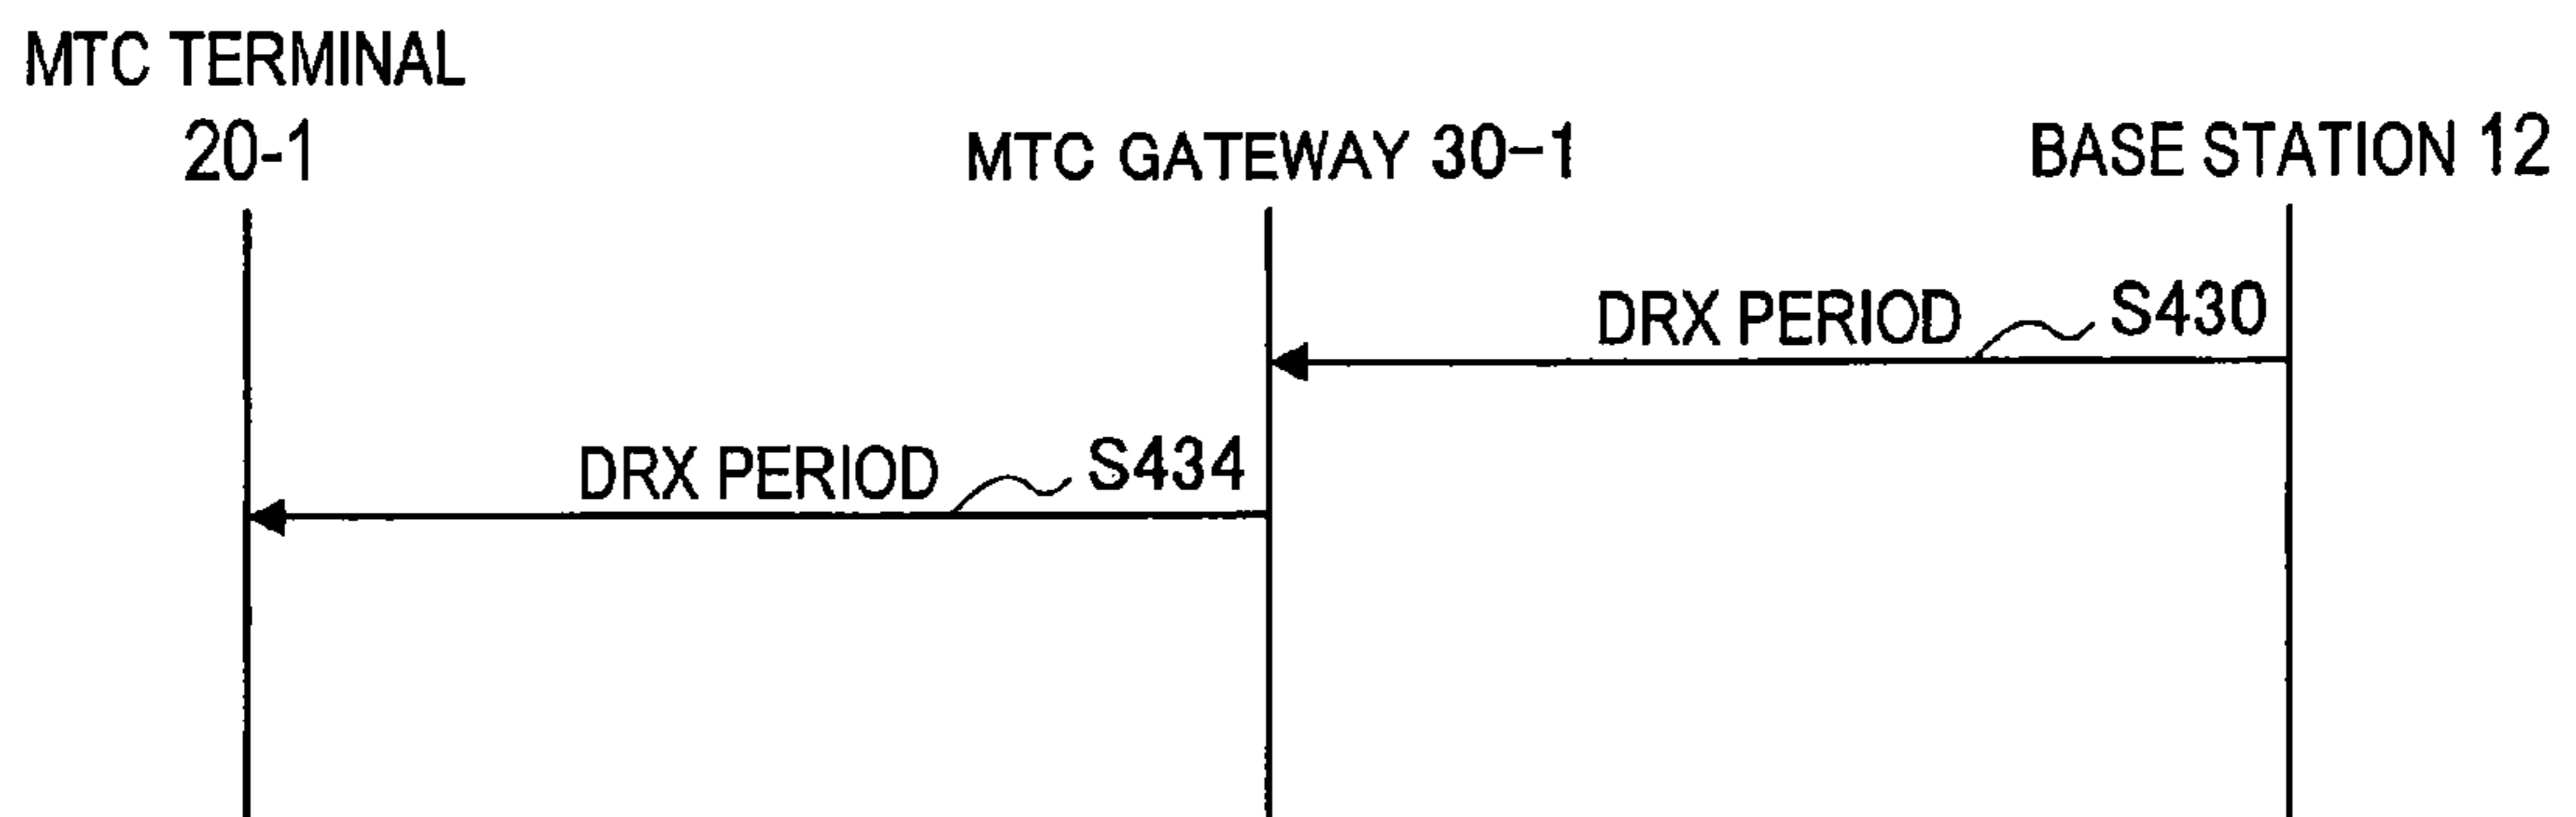 MTC TERMINAL
20-1
MTC GATEWAY 30-1
BASE STATION 12
DRX PERIOD S430
DRX PERIOD S434